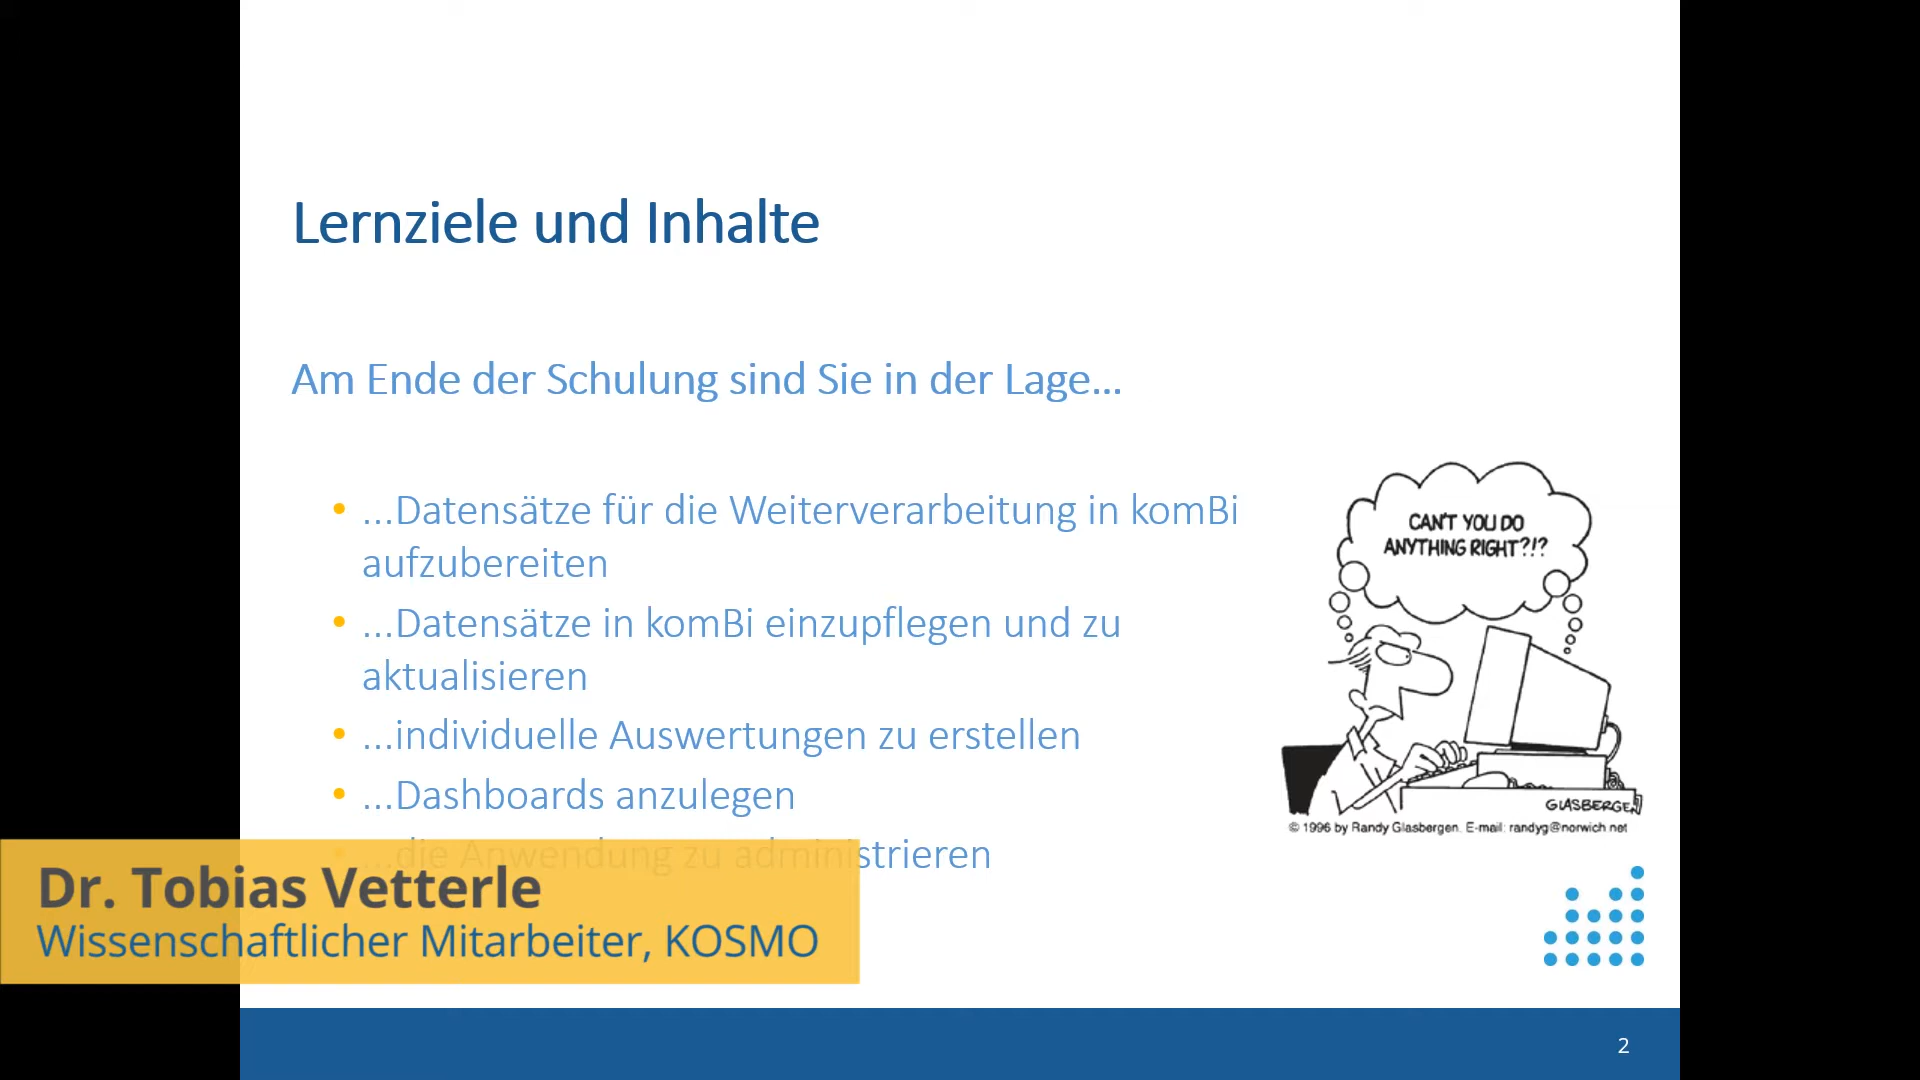 Lernziele und Inhalte
Am Ende der Schulung sind Sie in der Lage...
• ...Datensätze für die Weiterverarbeitung in komBi
aufzubereiten
• ...Datensätze in komBi einzupflegen und zu
aktualisieren
• ...individuelle Auswertungen zu erstellen
• ...Dashboards anzulegen
• ...die Anwendung zu administrieren
CAN'T YOU DO
ANYTHING RIGHT?!?
GLASBERGEN
© 1996 by Randy Glasbergen. E-mail: randyg@norwich net
Dr. Tobias Vetterle
Wissenschaftlicher Mitarbeiter, KOSMO
2